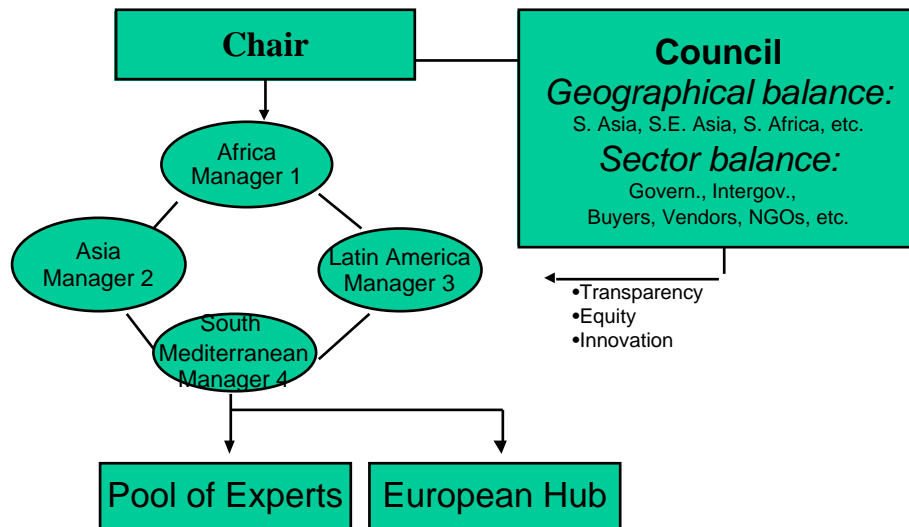 Chair
Council
Geographical balance:
S. Asia, S.E. Asia, S. Africa, etc.
Sector balance:
Govern., Intergov.,
Buyers, Vendors, NGOs, etc.
Africa
Manager 1
Asia
Manager 2
Latin America
Manager 3
South
Mediterranean
Manager 4
•Transparency
•Equity
•Innovation
Pool of Experts
European Hub